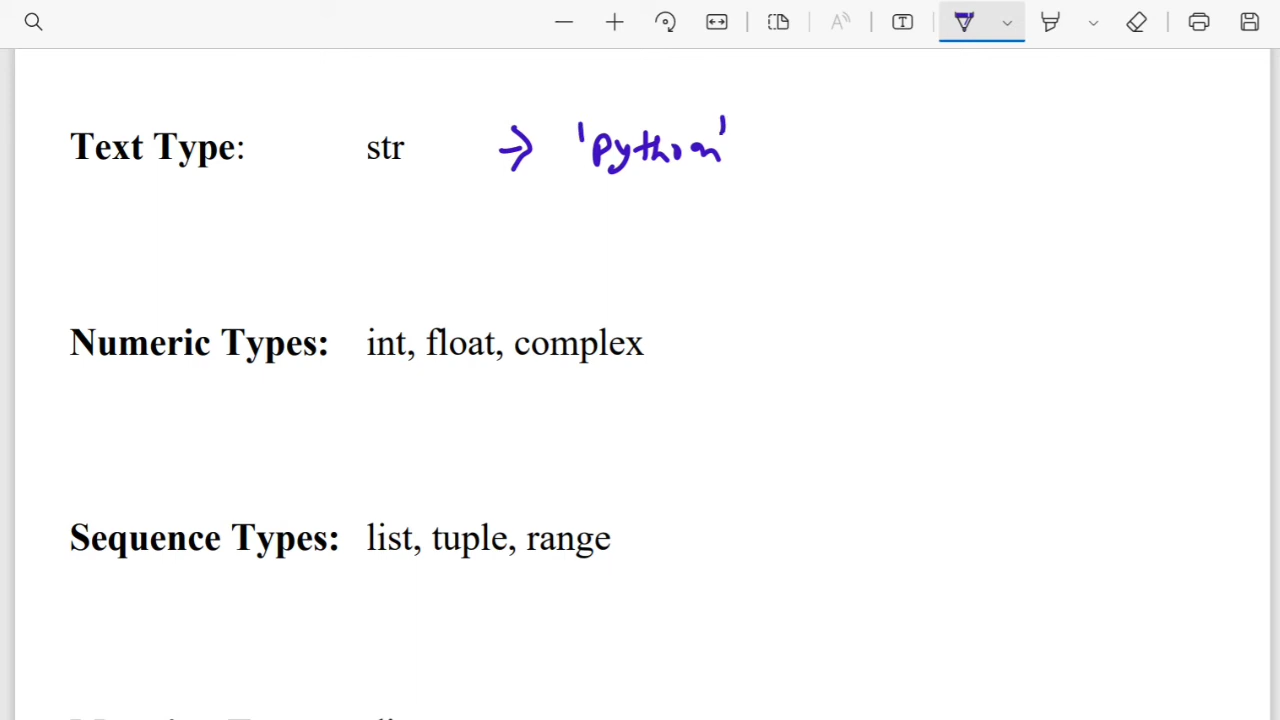 Text Type: str → 'Python'
Numeric Types: int, float, complex
Sequence Types: list, tuple, range